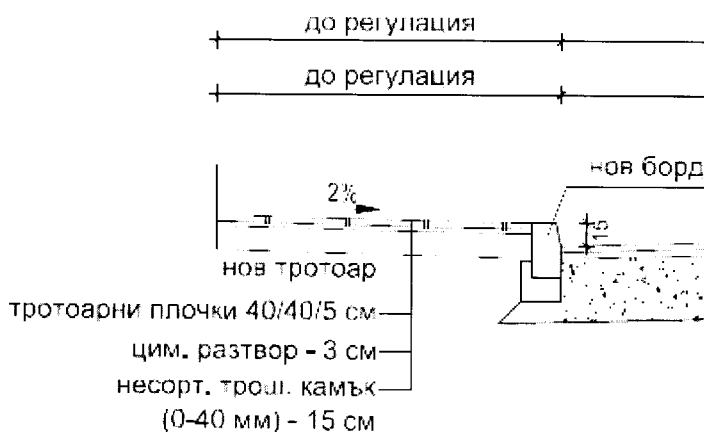 до регулация
до регулация
нов борд
2%
15
нов тротоар
тротоарни плочки 40/40/5 см
цим. разтвор - 3 см
несорт. трош. камък
(0-40 мм) - 15 см